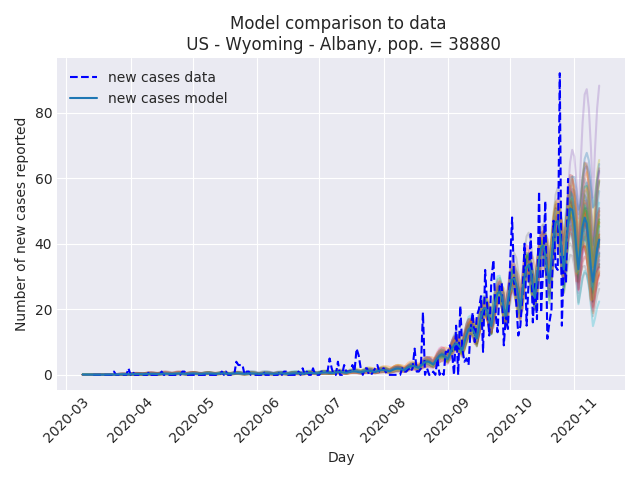 Model comparison to data
US - Wyoming - Albany, pop. = 38880
new cases data
new cases model
Number of new cases reported
80
60
40
20
0
2020-03
2020-04
2020-05
2020-06
2020-07
2020-08
2020-09
2020-10
2020-11
Day